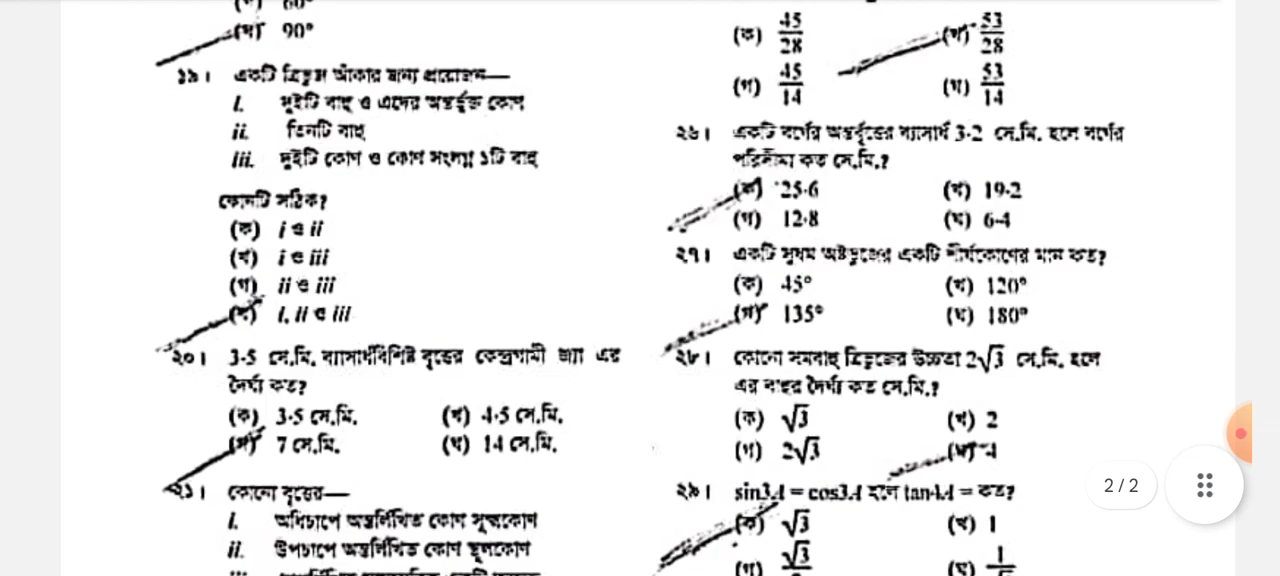 60°
(ঘ) 90°
১৯। একটি ত্রিভুজ আঁকার জন্য প্রয়োজন—
i. দুইটি বাহু ও এদের অন্তর্ভুক্ত কোণ
ii. তিনটি বাহু
iii. দুইটি কোণ ও কোণ সংলগ্ন ১টি বাহু
কোনটি সঠিক?
(ক) i ও ii
(খ) i ও iii
(গ) ii ও iii
(ঘ) i, ii ও iii
২০। 3·5 সে.মি. ব্যাসার্ধবিশিষ্ট বৃত্তের কেন্দ্রগামী জ্যা এর
দৈর্ঘ্য কত?
(ক) 3·5 সে.মি. (খ) 4·5 সে.মি.
(গ) 7 সে.মি. (ঘ) 14 সে.মি.
২১। কোনো বৃত্তের—
i. অধিচাপে অন্তর্লিখিত কোণ সূক্ষ্মকোণ
ii. উপচাপে অন্তর্লিখিত কোণ স্থূলকোণ
(ক) 45/28 (খ) 53/28
(গ) 45/14 (ঘ) 53/14
২৬। একটি বর্গের অন্তর্বৃত্তের ব্যাসার্ধ 3·2 সে.মি. হলে বর্গের
পরিসীমা কত সে.মি.?
(ক) 25·6 (খ) 19·2
(গ) 12·8 (ঘ) 6·4
২৭। একটি সুষম অষ্টভুজের একটি শীর্ষকোণের মান কত?
(ক) 45° (খ) 120°
(গ) 135° (ঘ) 180°
২৮। কোনো সমবাহু ত্রিভুজের উচ্চতা 2√3 সে.মি. হলে
এর বাহুর দৈর্ঘ্য কত সে.মি.?
(ক) √3 (খ) 2
(গ) 2√3 (ঘ) 4
২৯। sin3A = cos3A হলে tan4A = কত?
(ক) √3 (খ) 1
(গ) √3 (ঘ) 1
2/2